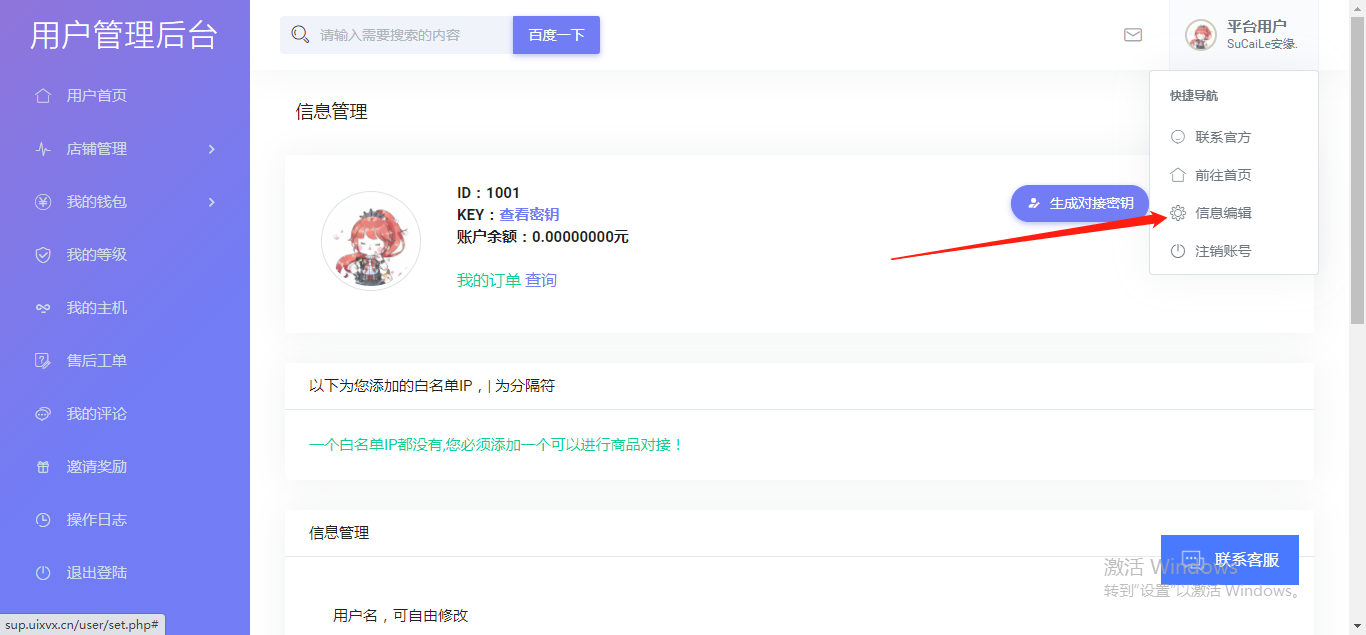 用户管理后台
用户首页
店铺管理
我的钱包
我的等级
我的主机
售后工单
我的评论
邀请奖励
操作日志
退出登陆
sup.uixvx.cn/user/set.php#
请输入需要搜索的内容
百度一下
平台用户
SuCaiLe安缘.
快捷导航
联系官方
前往首页
信息编辑
注销账号
信息管理
ID：1001
KEY：查看密钥
账户余额：0.00000000元
我的订单 查询
生成对接密钥
以下为您添加的白名单IP，| 为分隔符
一个白名单IP都没有,您必须添加一个可以进行商品对接！
信息管理
用户名，可自由修改
联系客服
激活 Windows
转到"设置"以激活 Windows。